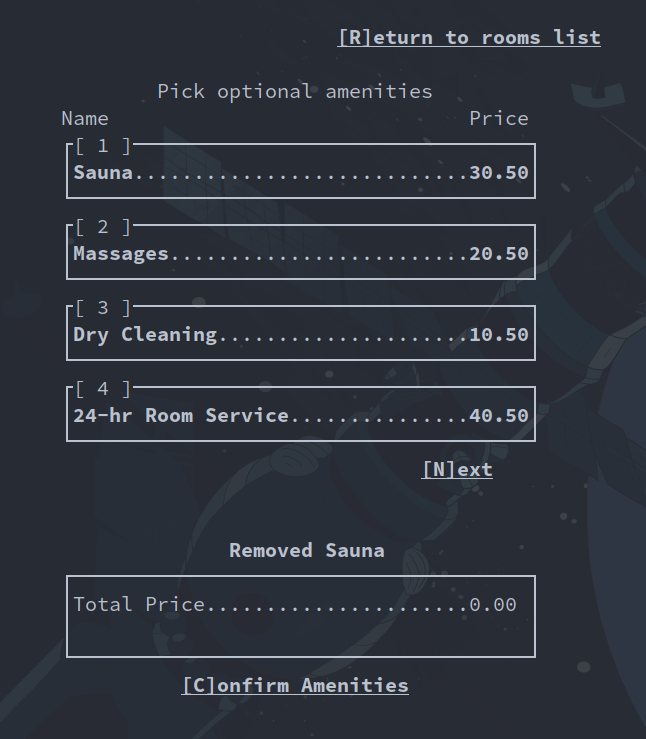 [R]eturn to rooms list
Pick optional amenities
Name Price
[ 1 ]
Sauna............................30.50
[ 2 ]
Massages.........................20.50
[ 3 ]
Dry Cleaning.....................10.50
[ 4 ]
24-hr Room Service...............40.50
[N]ext
Removed Sauna
Total Price......................0.00
[C]onfirm Amenities